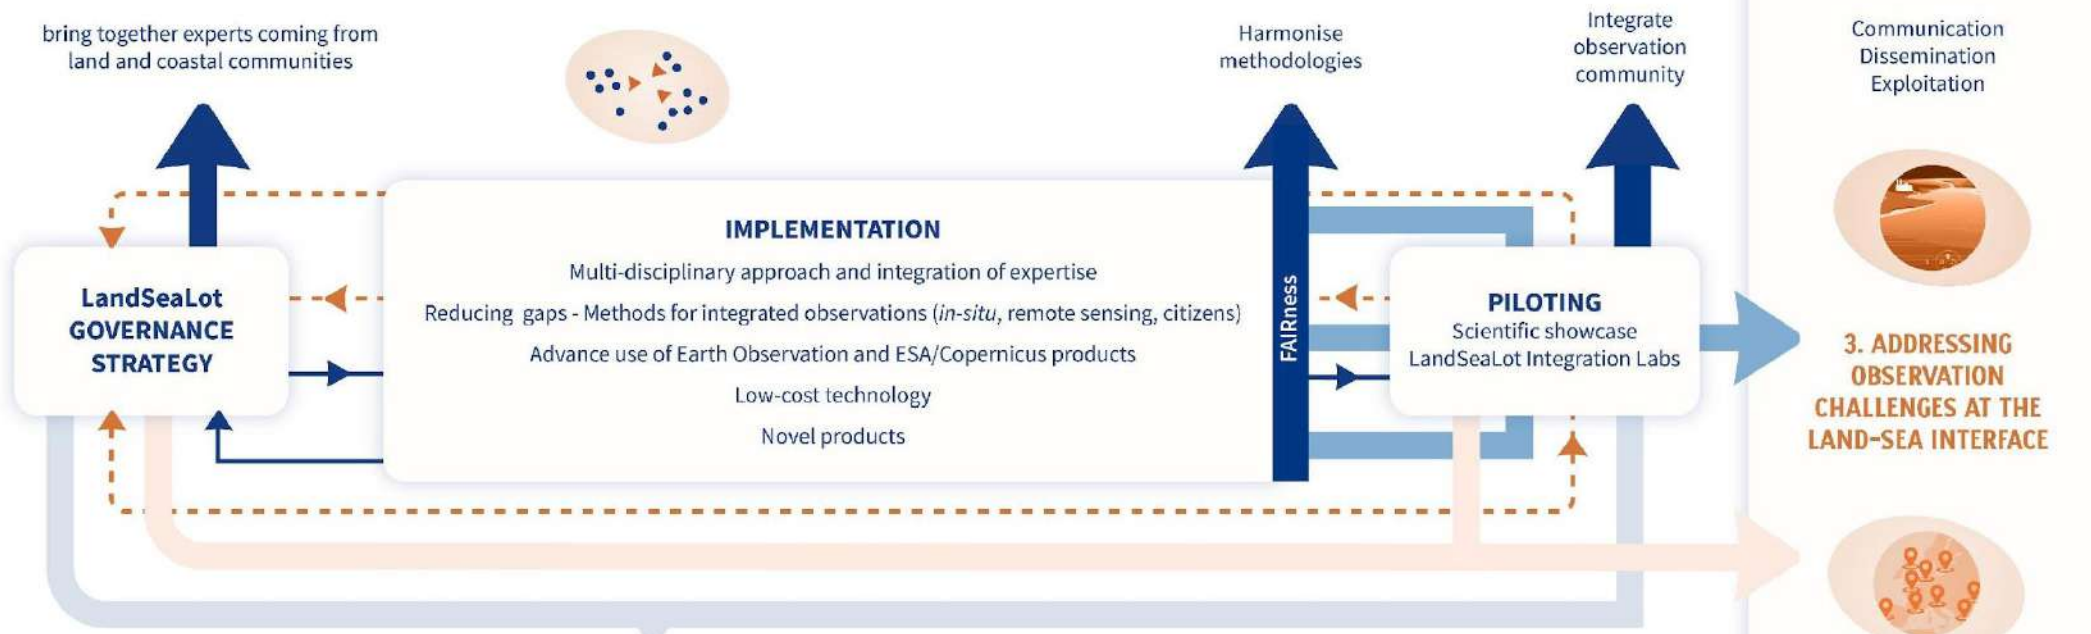 bring together experts coming from
land and coastal communities
Harmonise
methodologies
Integrate
observation
community
Communication
Dissemination
Exploitation
LandSeaLot
GOVERNANCE
STRATEGY
IMPLEMENTATION
Multi-disciplinary approach and integration of expertise
Reducing gaps - Methods for integrated observations (in-situ, remote sensing, citizens)
Advance use of Earth Observation and ESA/Copernicus products
Low-cost technology
Novel products
FAIRness
PILOTING
Scientific showcase
LandSeaLot Integration Labs
3. ADDRESSING
OBSERVATION
CHALLENGES AT THE
LAND-SEA INTERFACE